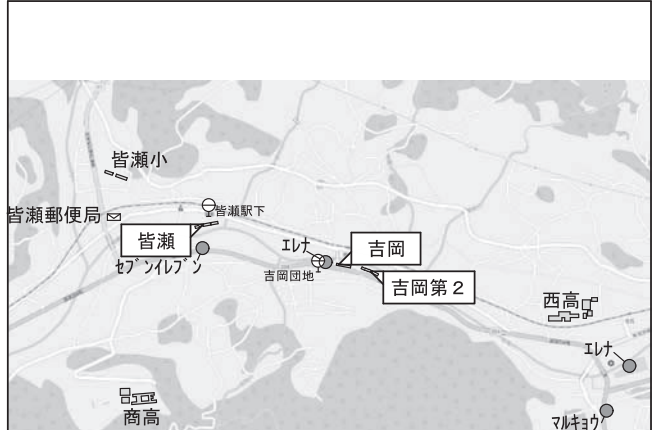 皆瀬小
皆瀬郵便局
皆瀬駅下
皆瀬
ｾﾌﾞﾝｲﾚﾌﾞﾝ
ｴﾚﾅ
吉岡団地
吉岡
吉岡第２
西高
ｴﾚﾅ
商高
ﾏﾙｷｮｳ